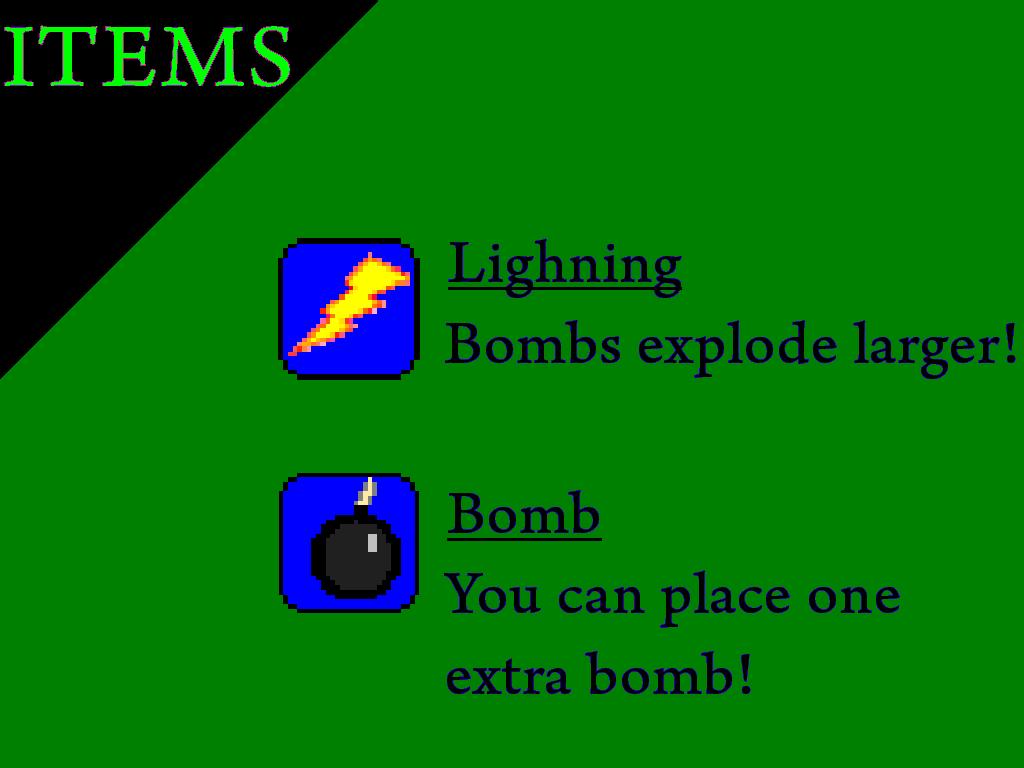 ITEMS
Lighning
Bombs explode larger!
Bomb
You can place one
extra bomb!